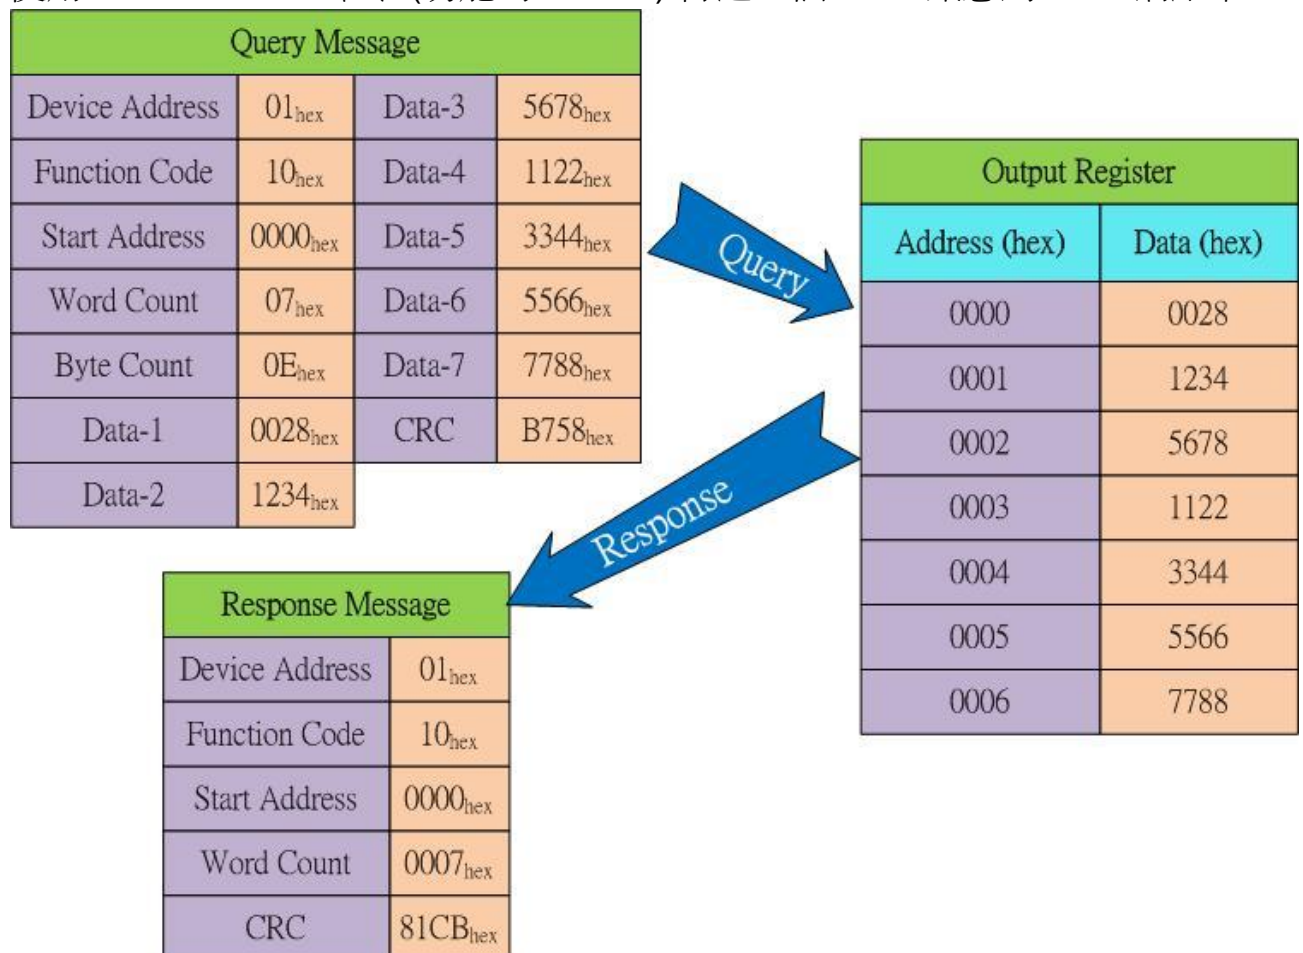 Query Message
Device Address 01hex Data-3 5678hex
Function Code 10hex Data-4 1122hex
Start Address 0000hex Data-5 3344hex
Word Count 07hex Data-6 5566hex
Byte Count 0Ehex Data-7 7788hex
Data-1 0028hex CRC B758hex
Data-2 1234hex
Query
Output Register
Address (hex) Data (hex)
0000 0028
0001 1234
0002 5678
0003 1122
0004 3344
0005 5566
0006 7788
Response
Response Message
Device Address 01hex
Function Code 10hex
Start Address 0000hex
Word Count 0007hex
CRC 81CBhex